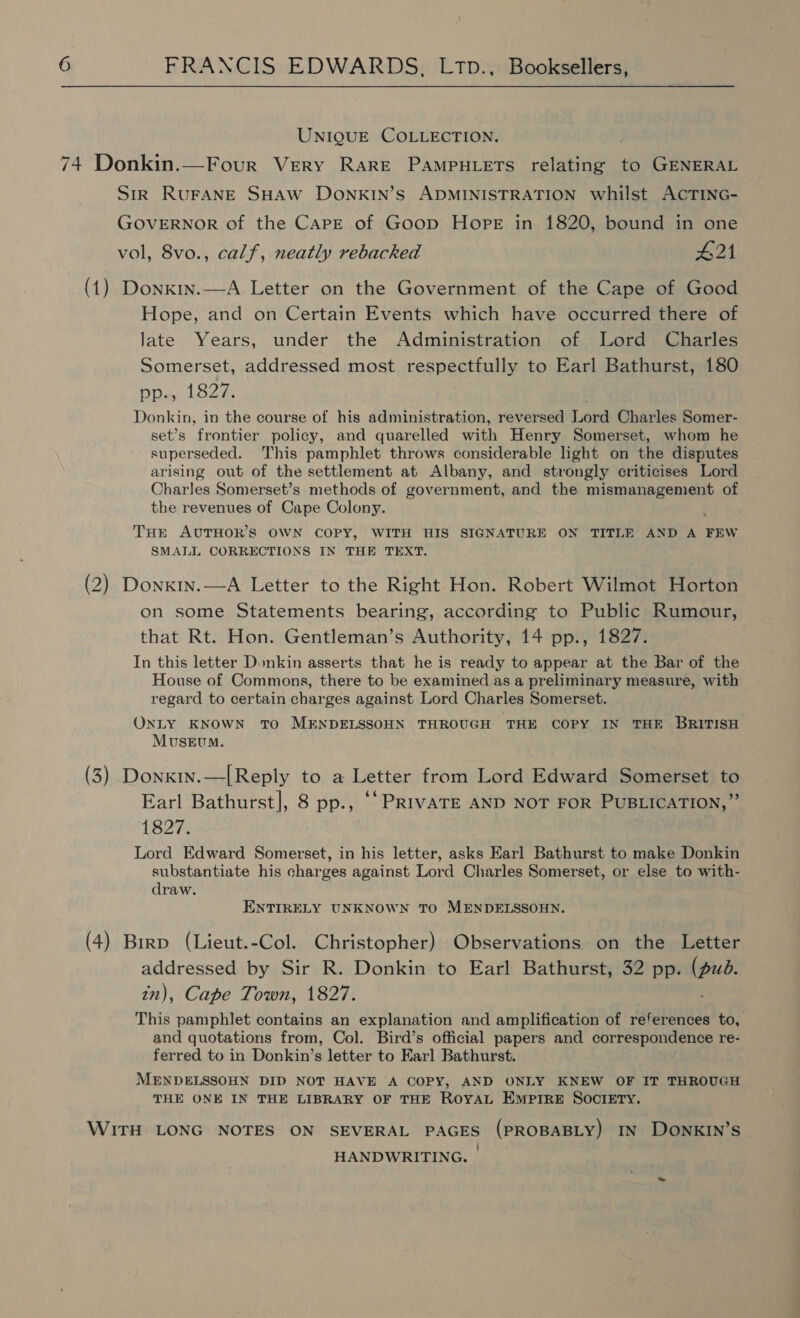 6 FRANCIS EDWARDS, LTD., Booksellers,
UNIQUE COLLECTION.
74 Donkin.—FOUR VERY RARE PAMPHLETS relating to GENERAL
SIR RUFANE SHAW DONKIN'S ADMINISTRATION whilst ACTING-
GOVERNOR of the CAPE of GOOD HOPE in 1820, bound in one
vol, 8vo., calf, neatly rebacked £21
(1) DONKIN.—A Letter on the Government of the Cape of Good
Hope, and on Certain Events which have occurred there of
late Years, under the Administration of Lord Charles
Somerset, addressed most respectfully to Earl Bathurst, 180
pp., 1827.
Donkin, in the course of his administration, reversed Lord Charles Somer-
set's frontier policy, and quarelled with Henry Somerset, whom he
superseded. This pamphlet throws considerable light on the disputes
arising out of the settlement at Albany, and strongly criticises Lord
Charles Somerset's methods of government, and the mismanagement of
the revenues of Cape Colony.
THE AUTHOR'S OWN COPY, WITH HIS SIGNATURE ON TITLE AND A FEW
SMALL CORRECTIONS IN THE TEXT.
(2) DONKIN.—A Letter to the Right Hon. Robert Wilmot Horton
on some Statements bearing, according to Public Rumour,
that Rt. Hon. Gentleman's Authority, 14 pp., 1827.
In this letter Donkin asserts that he is ready to appear at the Bar of the
House of Commons, there to be examined as a preliminary measure, with
regard to certain charges against Lord Charles Somerset.
ONLY KNOWN TO MENDELSSOHN THROUGH THE COPY IN THE BRITISH
MUSEUM.
(3) DONKIN.—[Reply to a Letter from Lord Edward Somerset to
Earl Bathurst], 8 pp., "PRIVATE AND NOT FOR PUBLICATION,"
1827.
Lord Edward Somerset, in his letter, asks Earl Bathurst to make Donkin
substantiate his charges against Lord Charles Somerset, or else to with-
draw.
ENTIRELY UNKNOWN TO MENDELSSOHN.
(4) BIRD (Lieut.-Col. Christopher) Observations on the Letter
addressed by Sir R. Donkin to Earl Bathurst, 32 pp. (pub.
in), Cape Town, 1827.
This pamphlet contains an explanation and amplification of references to,
and quotations from, Col. Bird's official papers and correspondence re-
ferred to in Donkin's letter to Earl Bathurst.
MENDELSSOHN DID NOT HAVE A COPY, AND ONLY KNEW OF IT THROUGH
THE ONE IN THE LIBRARY OF THE ROYAL EMPIRE SOCIETY.
WITH LONG NOTES ON SEVERAL PAGES (PROBABLY) IN DONKIN'S
HANDWRITING.